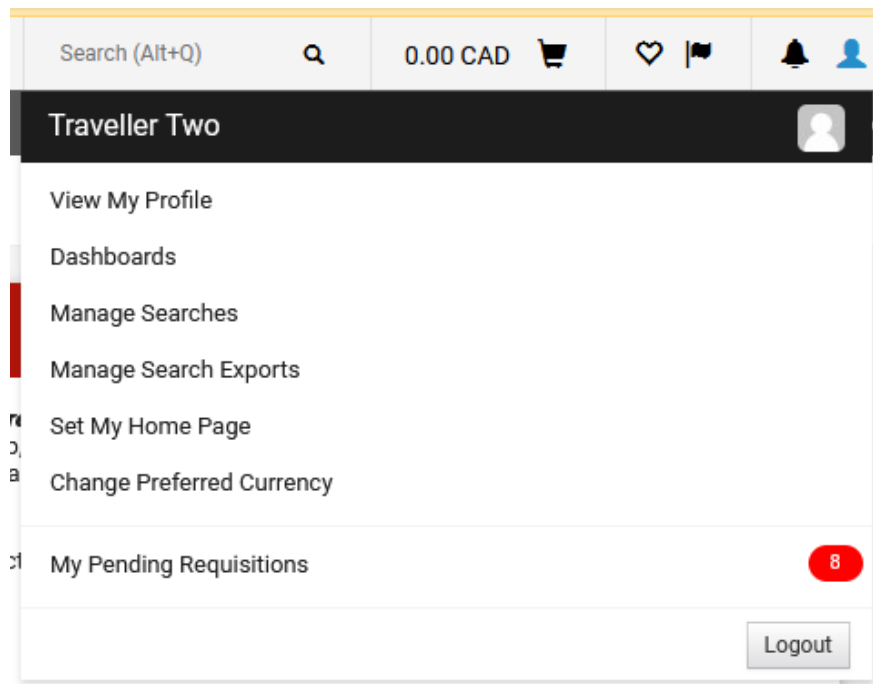 Search (Alt+Q)
0.00 CAD
Traveller Two
View My Profile
Dashboards
Manage Searches
Manage Search Exports
Set My Home Page
Change Preferred Currency
My Pending Requisitions
8
Logout